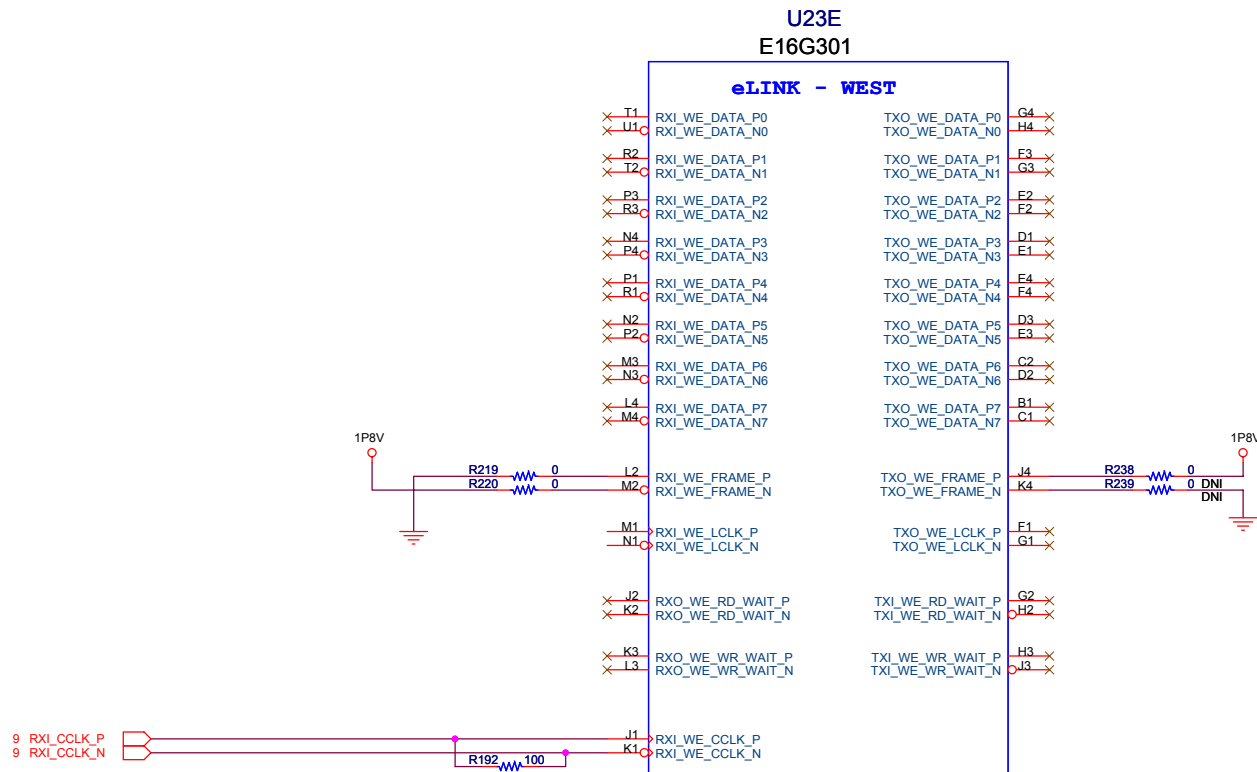 U23E
E16G301
eLINK - WEST
T1 RXI_WE_DATA_P0 TXO_WE_DATA_P0 G4
U1 RXI_WE_DATA_N0 TXO_WE_DATA_N0 H4
R2 RXI_WE_DATA_P1 TXO_WE_DATA_P1 F3
T2 RXI_WE_DATA_N1 TXO_WE_DATA_N1 G3
P3 RXI_WE_DATA_P2 TXO_WE_DATA_P2 E2
R3 RXI_WE_DATA_N2 TXO_WE_DATA_N2 F2
N4 RXI_WE_DATA_P3 TXO_WE_DATA_P3 D1
P4 RXI_WE_DATA_N3 TXO_WE_DATA_N3 E1
P1 RXI_WE_DATA_P4 TXO_WE_DATA_P4 E4
R1 RXI_WE_DATA_N4 TXO_WE_DATA_N4 F4
N2 RXI_WE_DATA_P5 TXO_WE_DATA_P5 D3
P2 RXI_WE_DATA_N5 TXO_WE_DATA_N5 E3
M3 RXI_WE_DATA_P6 TXO_WE_DATA_P6 C2
N3 RXI_WE_DATA_N6 TXO_WE_DATA_N6 D2
L4 RXI_WE_DATA_P7 TXO_WE_DATA_P7 B1
M4 RXI_WE_DATA_N7 TXO_WE_DATA_N7 C1
1P8V 1P8V
R219 0 L2 RXI_WE_FRAME_P TXO_WE_FRAME_P J4 R238 0
R220 0 M2 RXI_WE_FRAME_N TXO_WE_FRAME_N K4 R239 0 DNI
DNI
M1 RXI_WE_LCLK_P TXO_WE_LCLK_P F1
N1 RXI_WE_LCLK_N TXO_WE_LCLK_N G1
J2 RXO_WE_RD_WAIT_P TXI_WE_RD_WAIT_P G2
K2 RXO_WE_RD_WAIT_N TXI_WE_RD_WAIT_N H2
K3 RXO_WE_WR_WAIT_P TXI_WE_WR_WAIT_P H3
L3 RXO_WE_WR_WAIT_N TXI_WE_WR_WAIT_N J3
9 RXI_CCLK_P J1 RXI_WE_CCLK_P
9 RXI_CCLK_N K1 RXI_WE_CCLK_N
R192 100